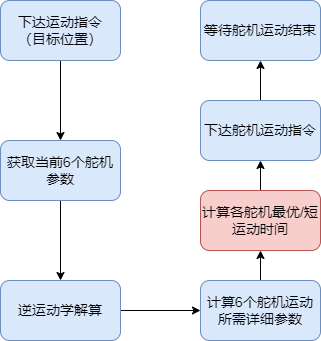 下达运动指令
（目标位置）
获取当前6个舵机
参数
逆运动学解算
计算6个舵机运动
所需详细参数
计算各舵机最优/短
运动时间
下达舵机运动指令
等待舵机运动结束